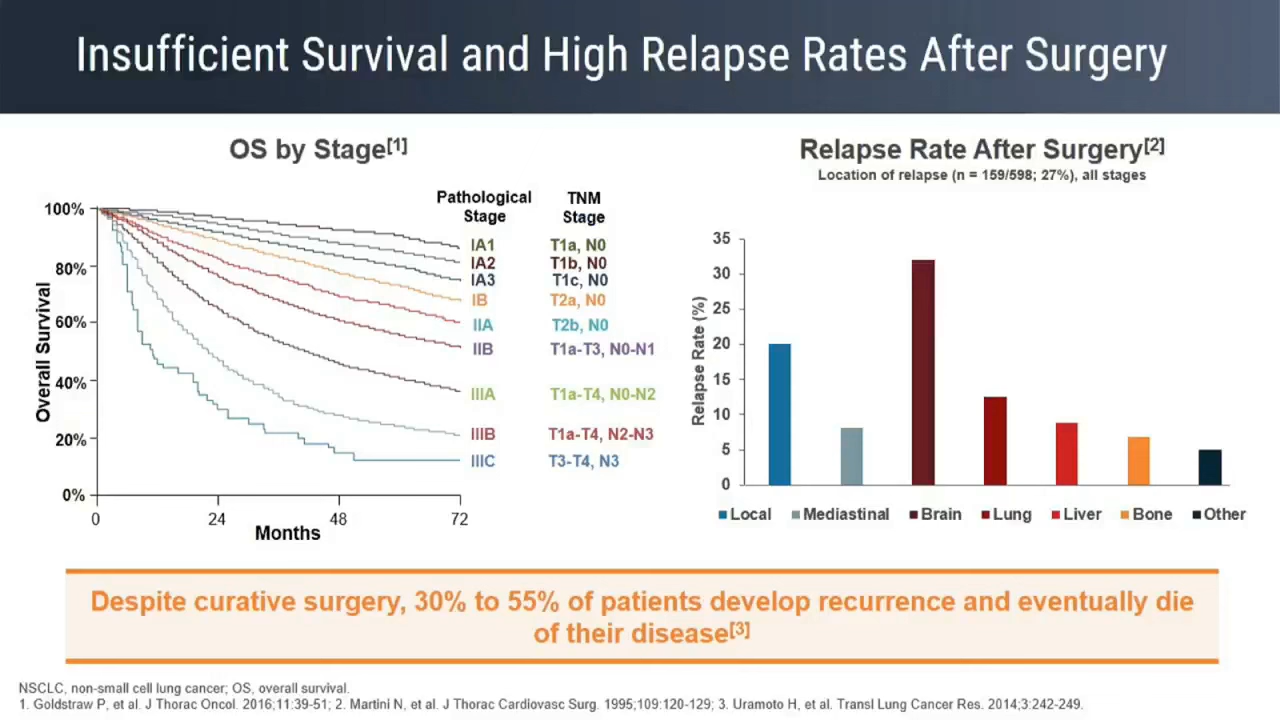 Insufficient Survival and High Relapse Rates After Surgery
OS by Stage[1]
Pathological Stage
TNM Stage
Overall Survival
100%
80%
60%
40%
20%
0%
0 24 48 72
Months
IA1 T1a, N0
IA2 T1b, N0
IA3 T1c, N0
IB T2a, N0
IIA T2b, N0
IIB T1a-T3, N0-N1
IIIA T1a-T4, N0-N2
IIIB T1a-T4, N2-N3
IIIC T3-T4, N3
Relapse Rate After Surgery[2]
Location of relapse (n = 159/598; 27%), all stages
Relapse Rate (%)
35
30
25
20
15
10
5
0
Local Mediastinal Brain Lung Liver Bone Other
Despite curative surgery, 30% to 55% of patients develop recurrence and eventually die
of their disease[3]
NSCLC, non-small cell lung cancer; OS, overall survival.
1. Goldstraw P, et al. J Thorac Oncol. 2016;11:39-51; 2. Martini N, et al. J Thorac Cardiovasc Surg. 1995;109:120-129; 3. Uramoto H, et al. Transl Lung Cancer Res. 2014;3:242-249.